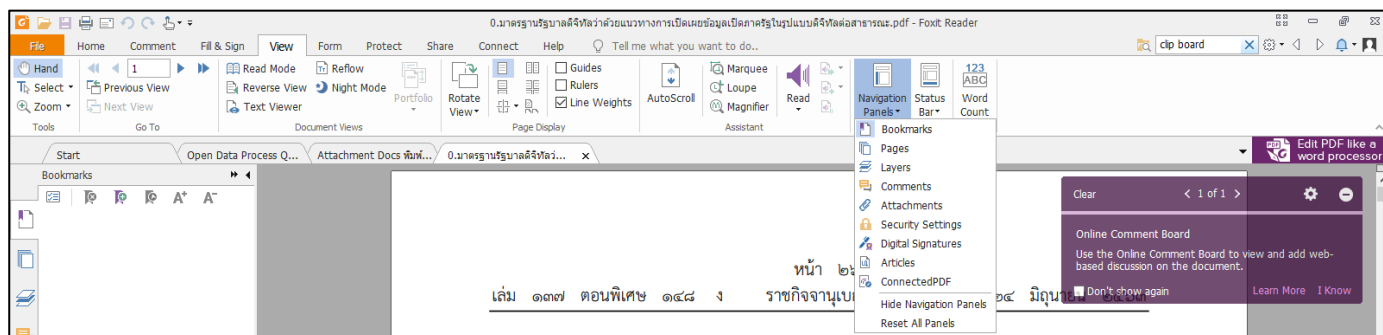 0.มาตรฐานรัฐบาลดิจิทัลว่าด้วยแนวทางการเปิดเผยข้อมูลเปิดภาครัฐในรูปแบบดิจิทัลต่อสาธารณะ.pdf - Foxit Reader
File Home Comment Fill & Sign View Form Protect Share Connect Help Tell me what you want to do.. clip board
Hand 1 Read Mode Reflow Guides Marquee 123
Select Previous View Reverse View Night Mode Rulers Loupe ABC
Zoom Next View Text Viewer Portfolio Rotate View Line Weights AutoScroll Magnifier Read Navigation Panels Status Bar Word Count
Tools Go To Document Views Page Display Assistant
Start Open Data Process Q... Attachment Docs พิมพ์... 0.มาตรฐานรัฐบาลดิจิทัลว่... x
Edit PDF like a
word processor
Bookmarks
A+ A-
Bookmarks
Pages
Layers
Comments
Attachments
Security Settings
Digital Signatures
Articles
ConnectedPDF
Hide Navigation Panels
Reset All Panels
Clear < 1 of 1 >
Online Comment Board
Use the Online Comment Board to view and add web-
based discussion on the document.
Don't show again Learn More I Know
หน้า
เล่ม ๑๓๗ ตอนพิเศษ ๑๔๘ ง ราชกิจจานุเบ ๒๔ มิถุนายน ๒๕๖๓